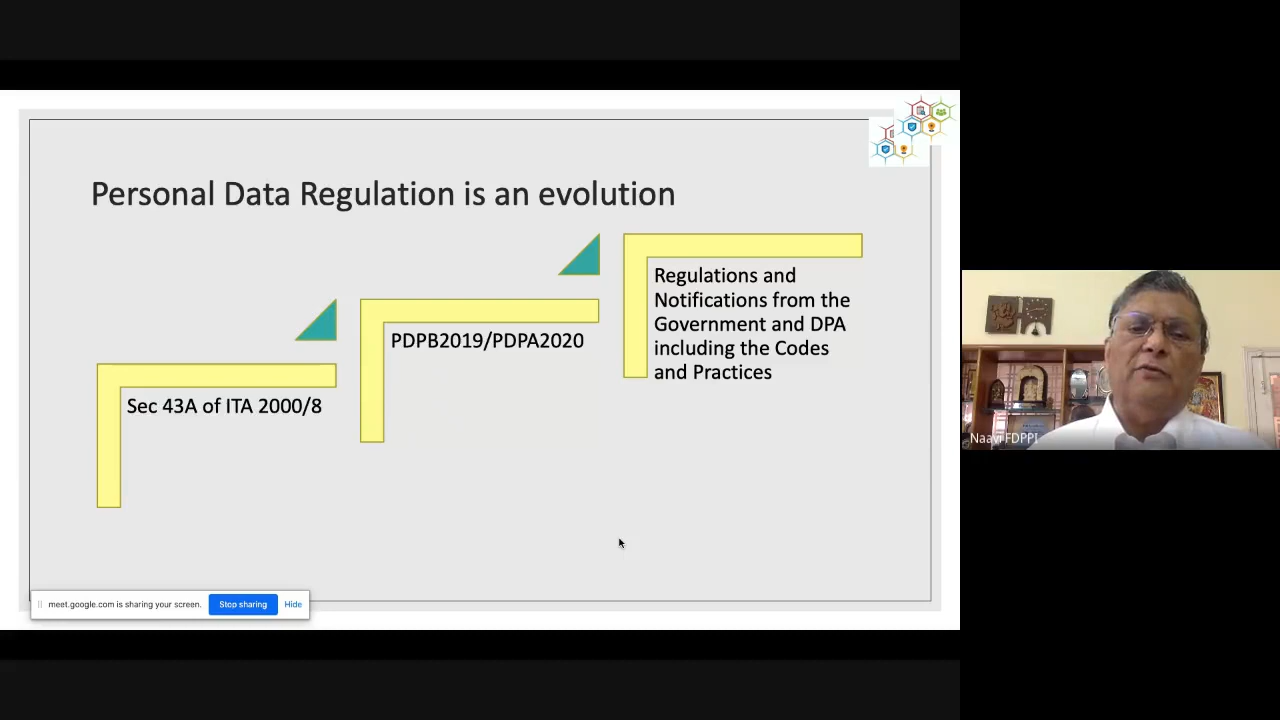 Personal Data Regulation is an evolution
Sec 43A of ITA 2000/8
PDPB2019/PDPA2020
Regulations and
Notifications from the
Government and DPA
including the Codes
and Practices
meet.google.com is sharing your screen. Stop sharing Hide
Naavi FDPPI